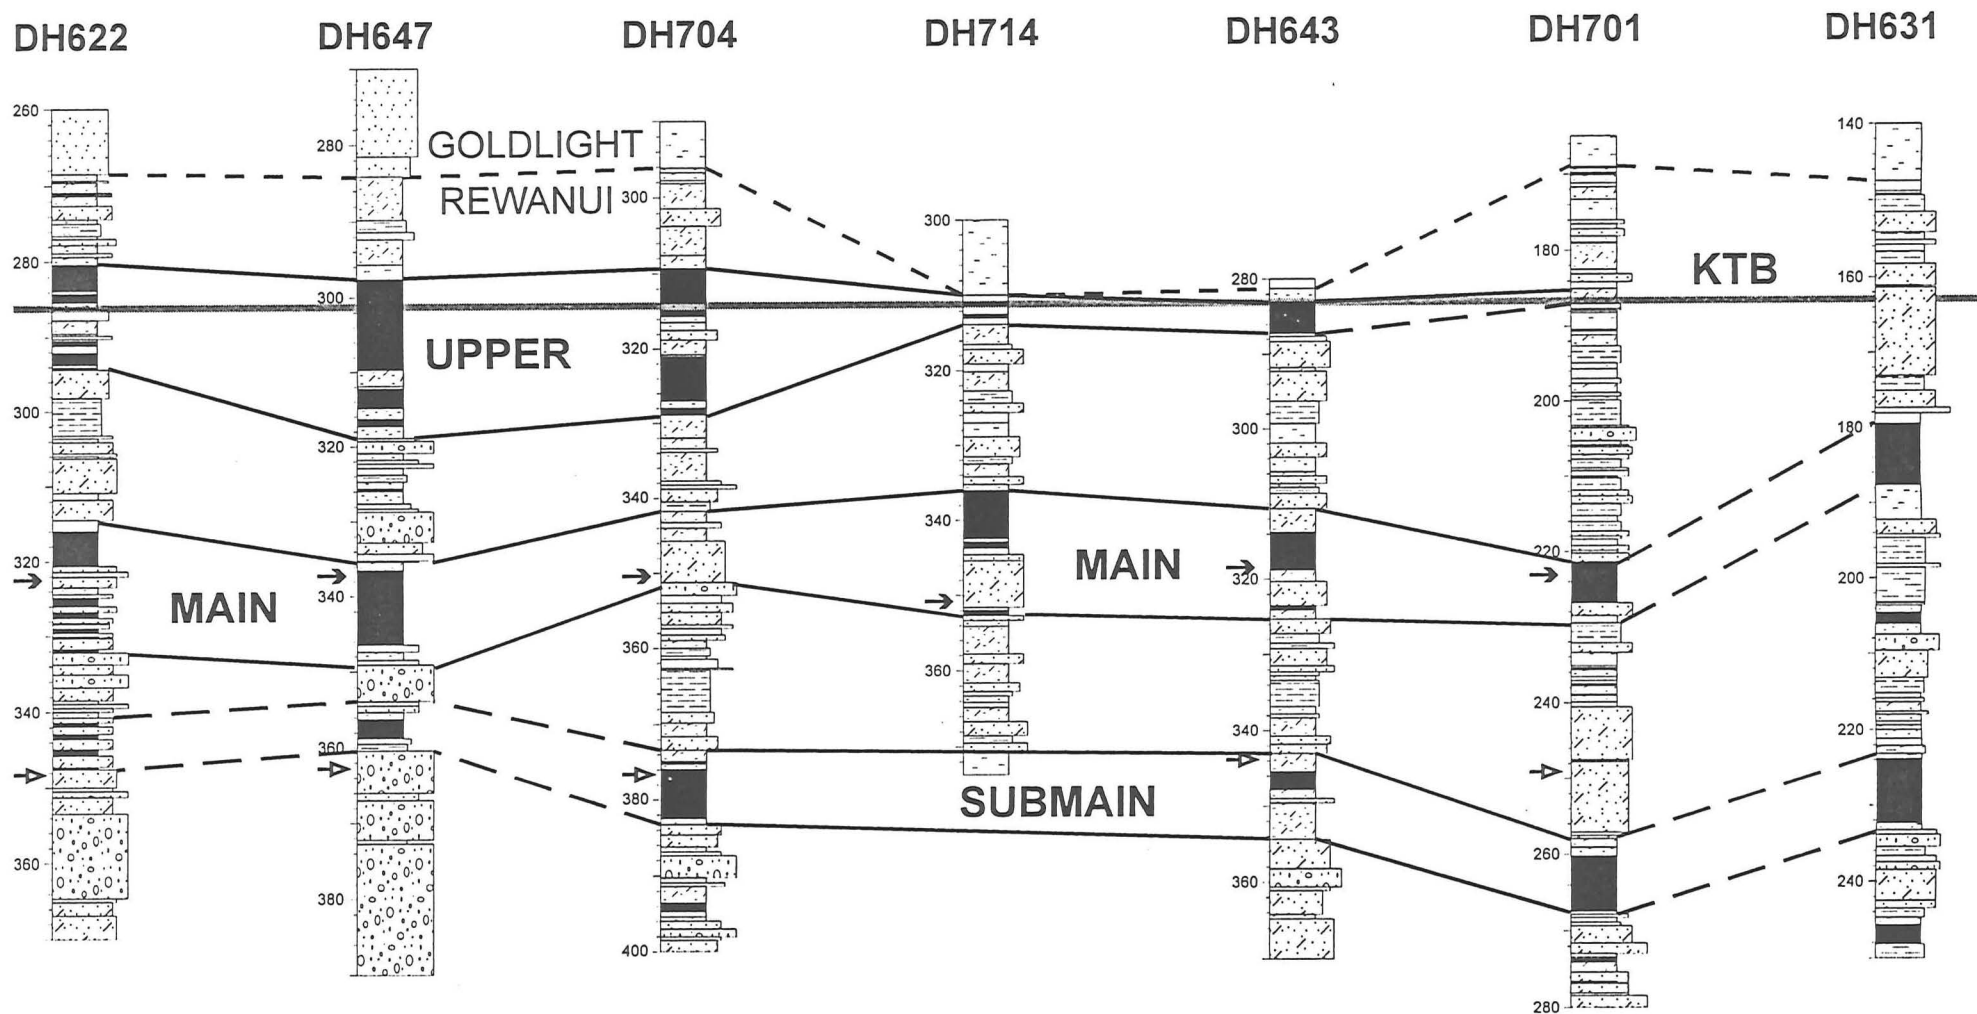 DH622 DH647 DH704 DH714 DH643 DH701 DH631
260 280 300 320 340 360
280 300 320 340 360 380
300 320 340 360 380 400
300 320 340 360
280 300 320 340 360
180 200 220 240 260 280
140 160 180 200 220 240
GOLDLIGHT
REWANUI
KTB
UPPER
MAIN
MAIN
SUBMAIN